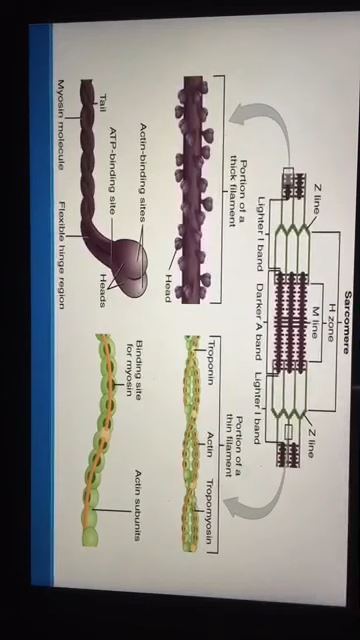 Sarcomere
H zone
Z line
M line
Z line
Lighter I band
Darker A band
Lighter I band
Portion of a
thick filament
Portion of a
thin filament
Head
Troponin
Actin
Tropomyosin
Actin-binding sites
ATP-binding site
Heads
Tail
Flexible hinge region
Myosin molecule
Binding site
for myosin
Actin subunits